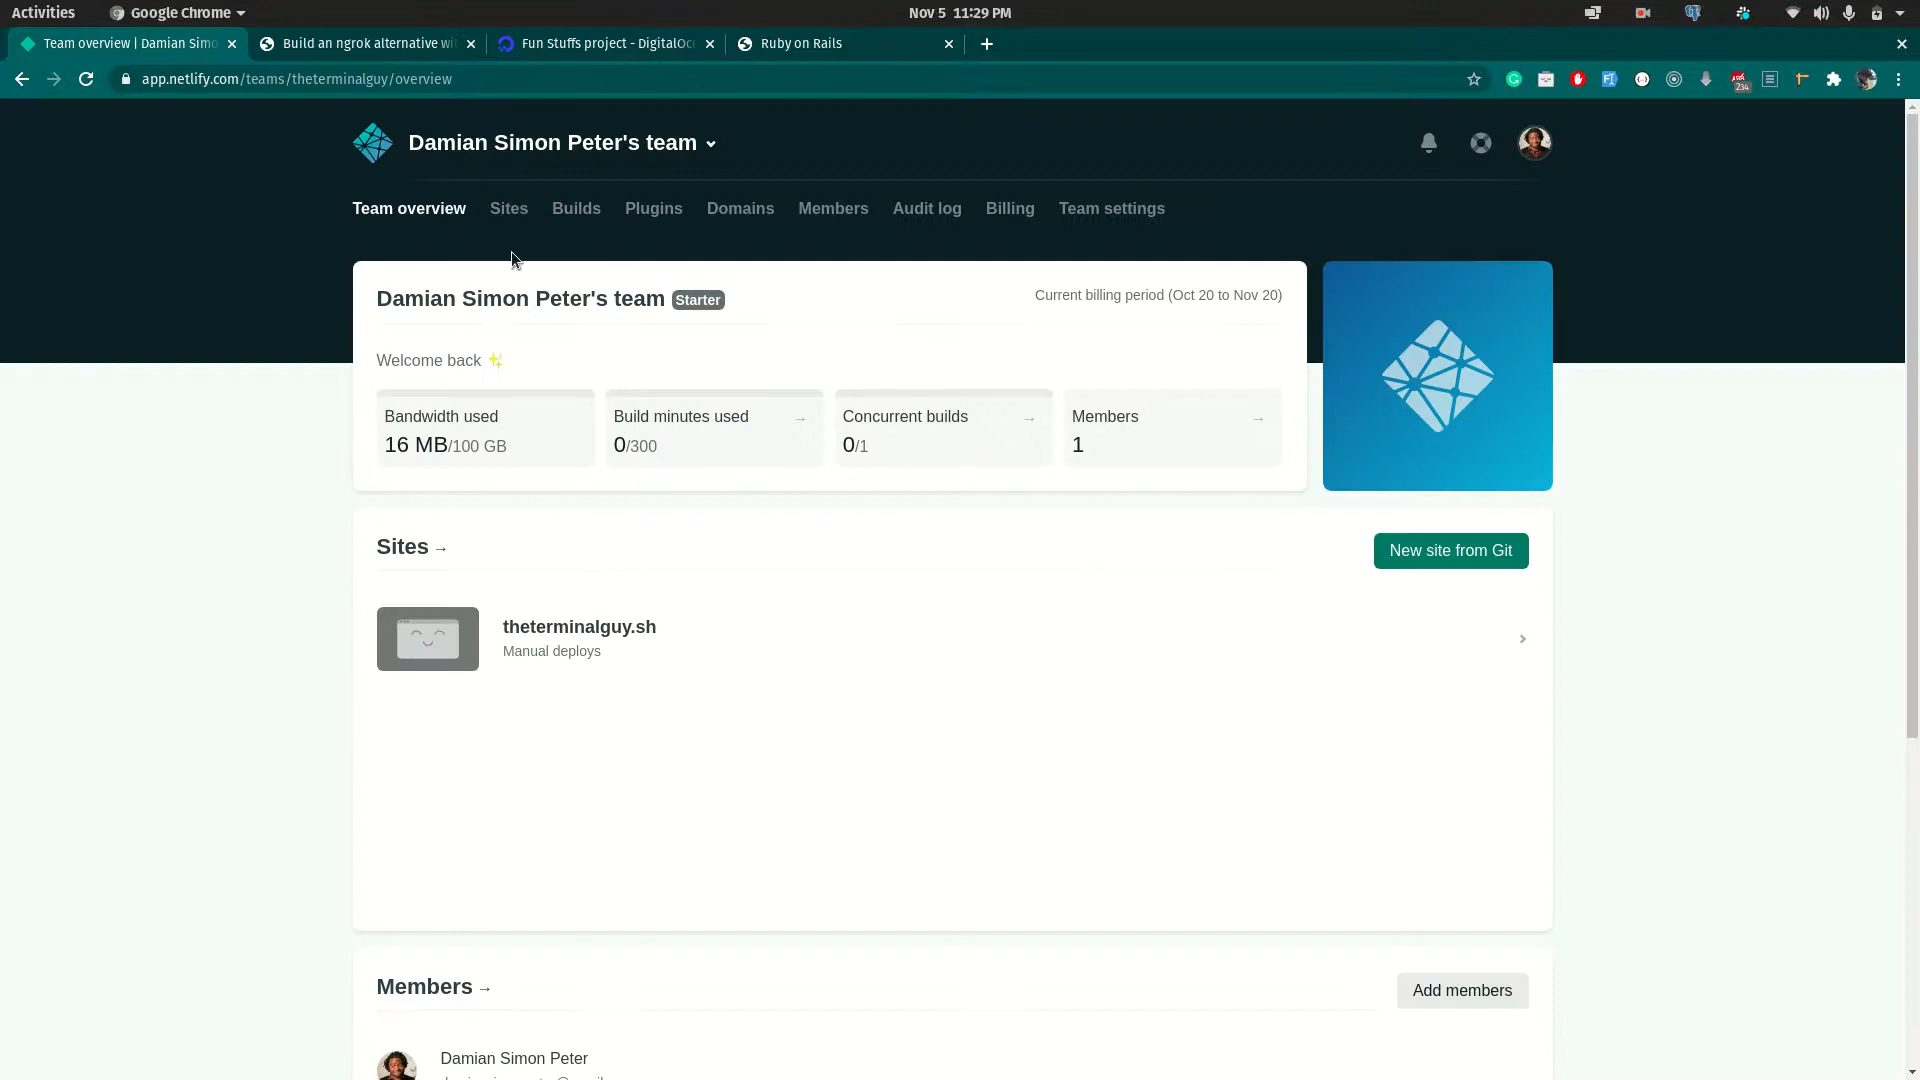 Activities
Google Chrome
Nov 5 11:29 PM
Team overview | Damian Simo
Build an ngrok alternative wit
Fun Stuffs project - DigitalOc
Ruby on Rails
app.netlify.com/teams/theterminalguy/overview
234
Damian Simon Peter's team
Team overview
Sites
Builds
Plugins
Domains
Members
Audit log
Billing
Team settings
Damian Simon Peter's team Starter
Current billing period (Oct 20 to Nov 20)
Welcome back ✨
Bandwidth used
16 MB/100 GB
Build minutes used →
0/300
Concurrent builds →
0/1
Members →
1
Sites →
New site from Git
theterminalguy.sh
Manual deploys
Members →
Add members
Damian Simon Peter